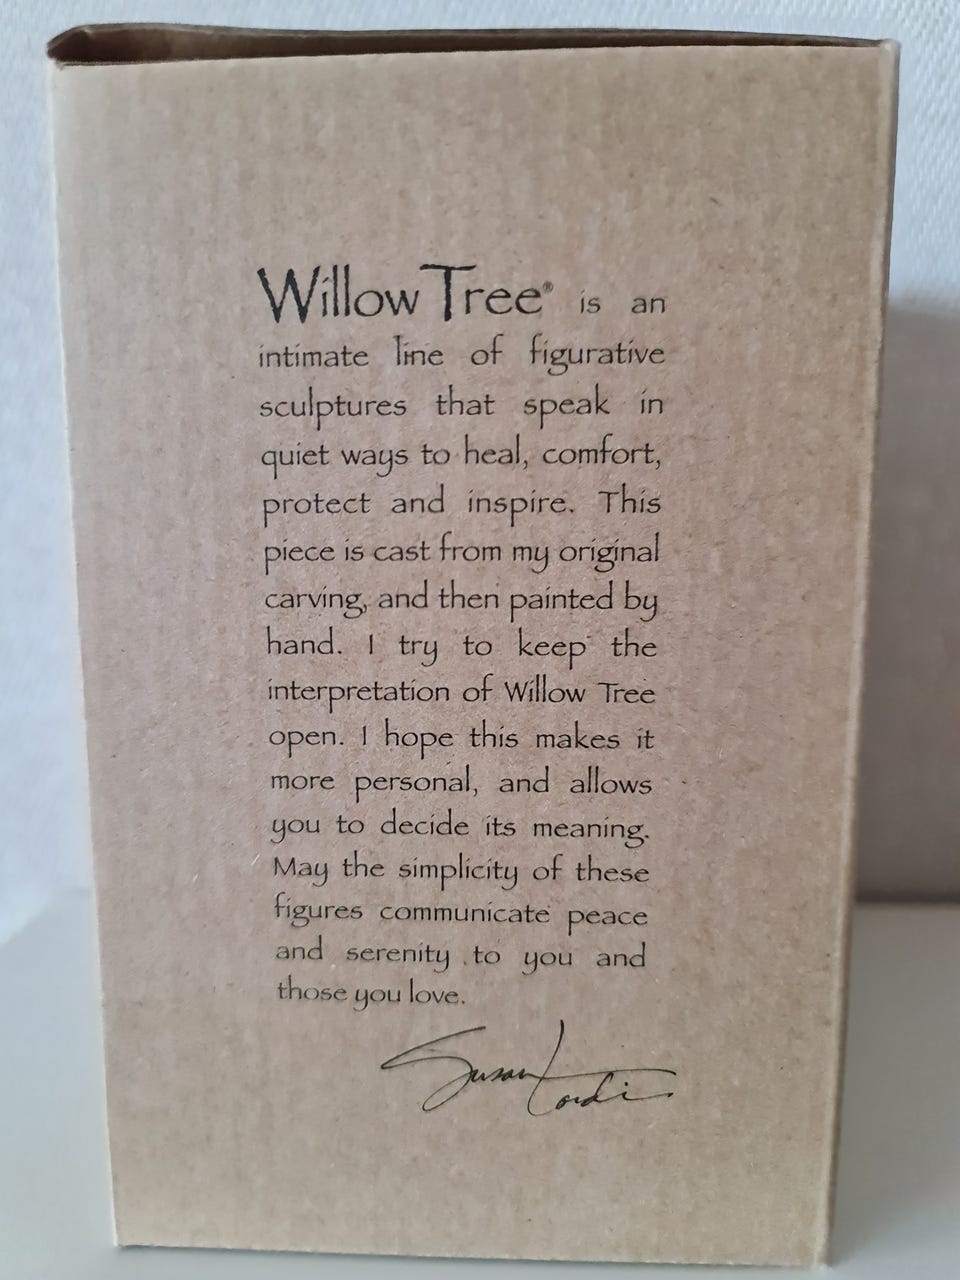 Willow Tree® is an
intimate line of figurative
sculptures that speak in
quiet ways to heal, comfort,
protect and inspire. This
piece is cast from my original
carving, and then painted by
hand. I try to keep the
interpretation of Willow Tree
open. I hope this makes it
more personal, and allows
you to decide its meaning.
May the simplicity of these
figures communicate peace
and serenity to you and
those you love.
Susan Lordi